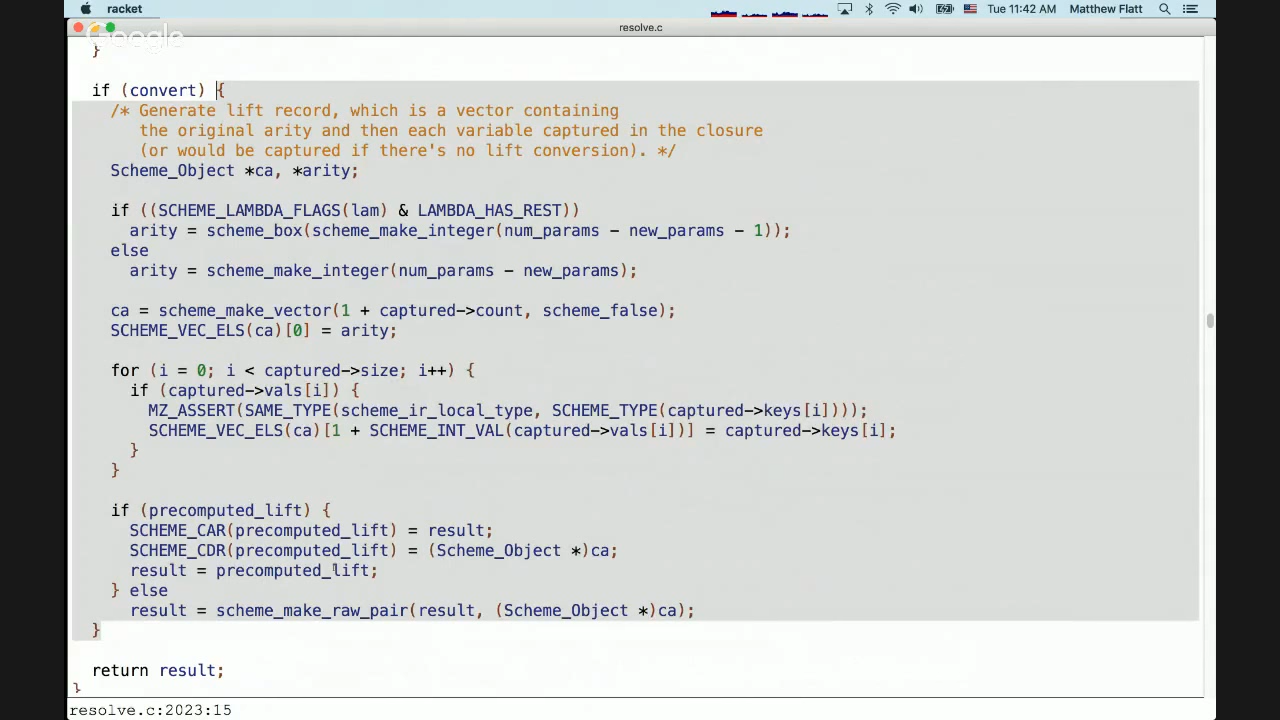 racket
Tue 11:42 AM Matthew Flatt
resolve.c
Google
}
if (convert) {
/* Generate lift record, which is a vector containing
the original arity and then each variable captured in the closure
(or would be captured if there's no lift conversion). */
Scheme_Object *ca, *arity;
if ((SCHEME_LAMBDA_FLAGS(lam) & LAMBDA_HAS_REST))
arity = scheme_box(scheme_make_integer(num_params - new_params - 1));
else
arity = scheme_make_integer(num_params - new_params);
ca = scheme_make_vector(1 + captured->count, scheme_false);
SCHEME_VEC_ELS(ca)[0] = arity;
for (i = 0; i < captured->size; i++) {
if (captured->vals[i]) {
MZ_ASSERT(SAME_TYPE(scheme_ir_local_type, SCHEME_TYPE(captured->keys[i])));
SCHEME_VEC_ELS(ca)[1 + SCHEME_INT_VAL(captured->vals[i])] = captured->keys[i];
}
}
if (precomputed_lift) {
SCHEME_CAR(precomputed_lift) = result;
SCHEME_CDR(precomputed_lift) = (Scheme_Object *)ca;
result = precomputed_lift;
} else
result = scheme_make_raw_pair(result, (Scheme_Object *)ca);
}
return result;
}
resolve.c:2023:15